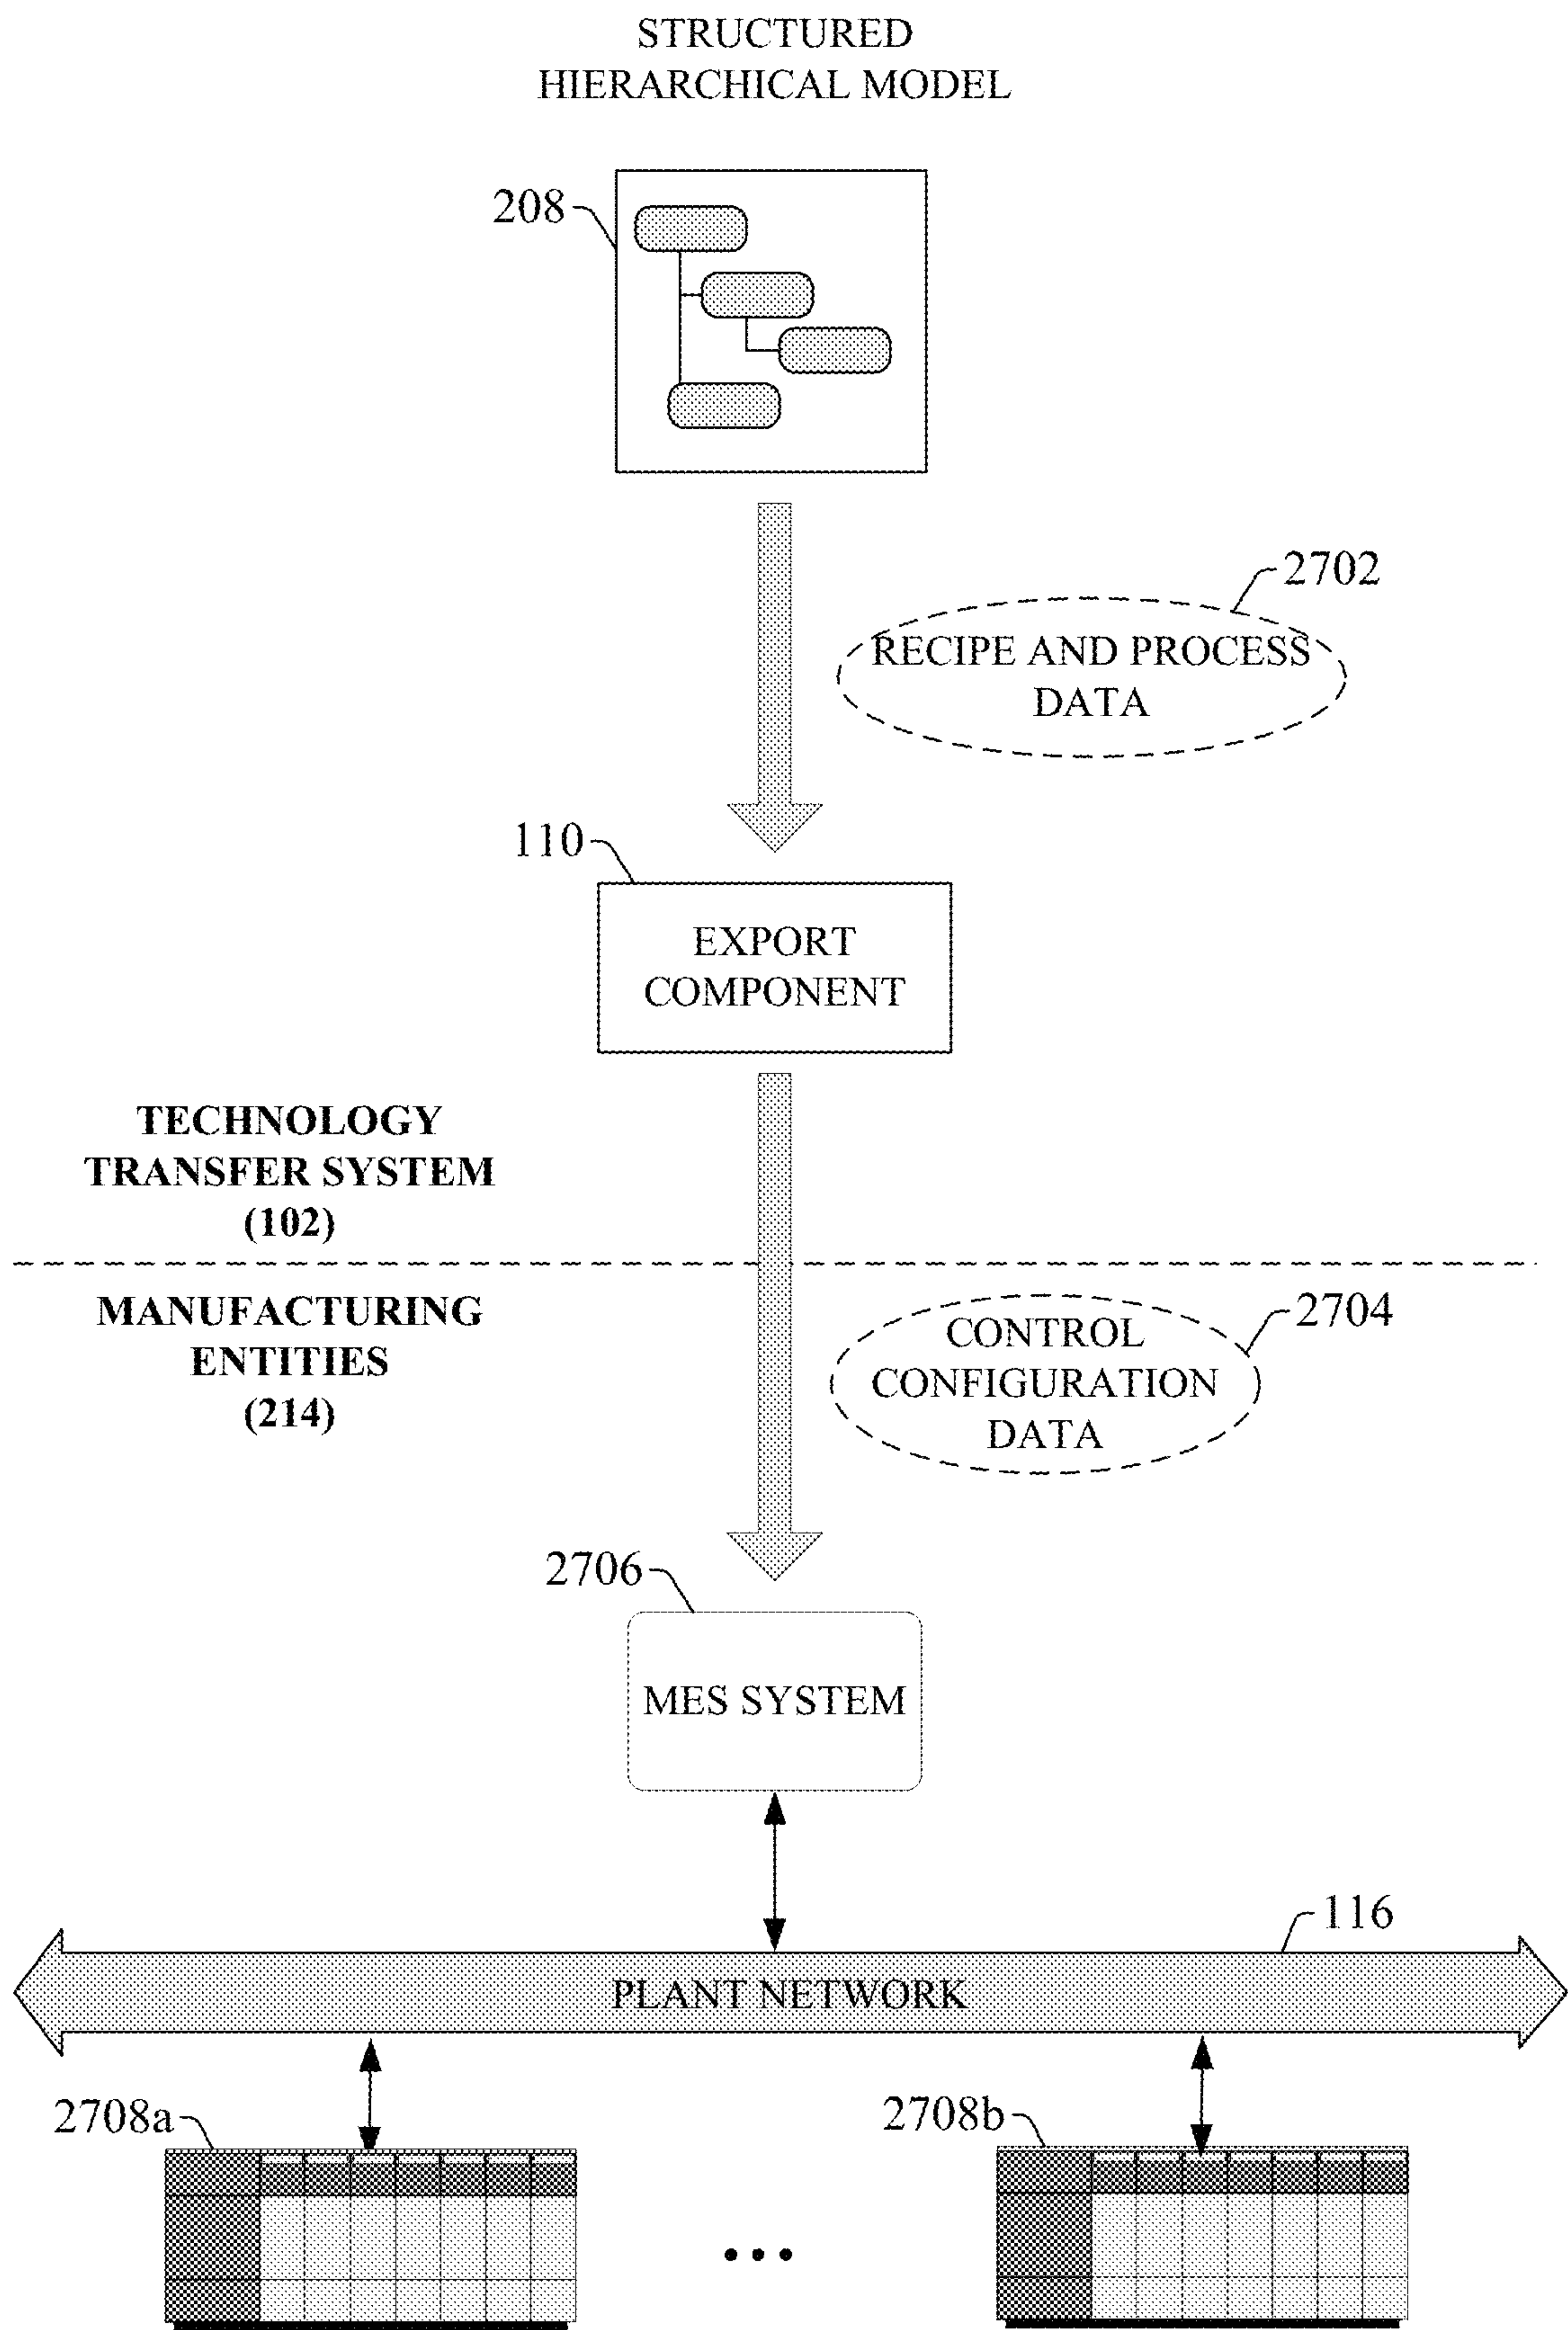 STRUCTURED
HIERARCHICAL MODEL
208
2702
RECIPE AND PROCESS
DATA
110
EXPORT
COMPONENT
TECHNOLOGY
TRANSFER SYSTEM
(102)
MANUFACTURING
ENTITIES
(214)
2704
CONTROL
CONFIGURATION
DATA
2706
MES SYSTEM
116
PLANT NETWORK
2708a
2708b